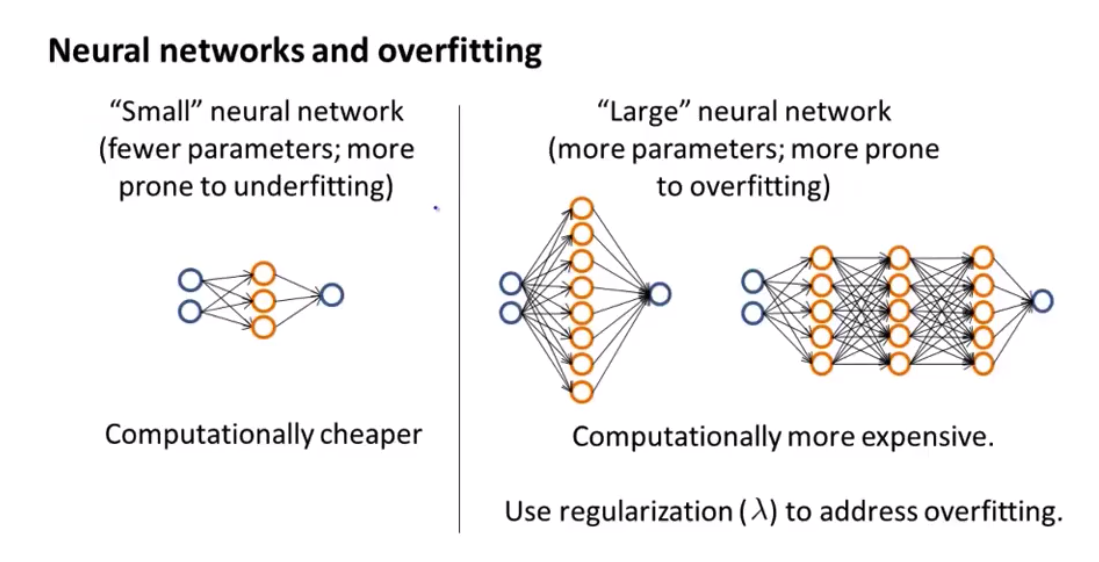 Neural networks and overfitting
“Small” neural network
(fewer parameters; more
prone to underfitting)
Computationally cheaper
“Large” neural network
(more parameters; more prone
to overfitting)
Computationally more expensive.
Use regularization (λ) to address overfitting.